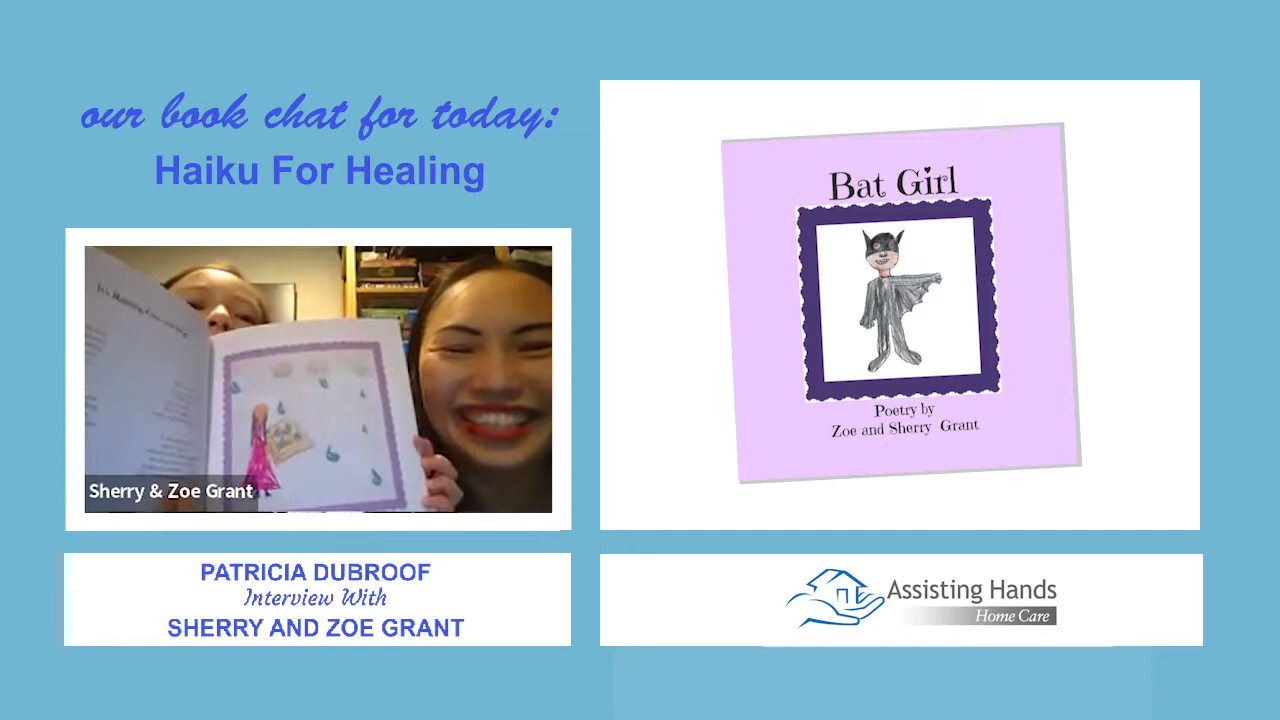 our book chat for today:
Haiku For Healing
Sherry & Zoe Grant
PATRICIA DUBROOF
Interview With
SHERRY AND ZOE GRANT
Bat Girl
Poetry by
Zoe and Sherry Grant
Assisting Hands
Home Care